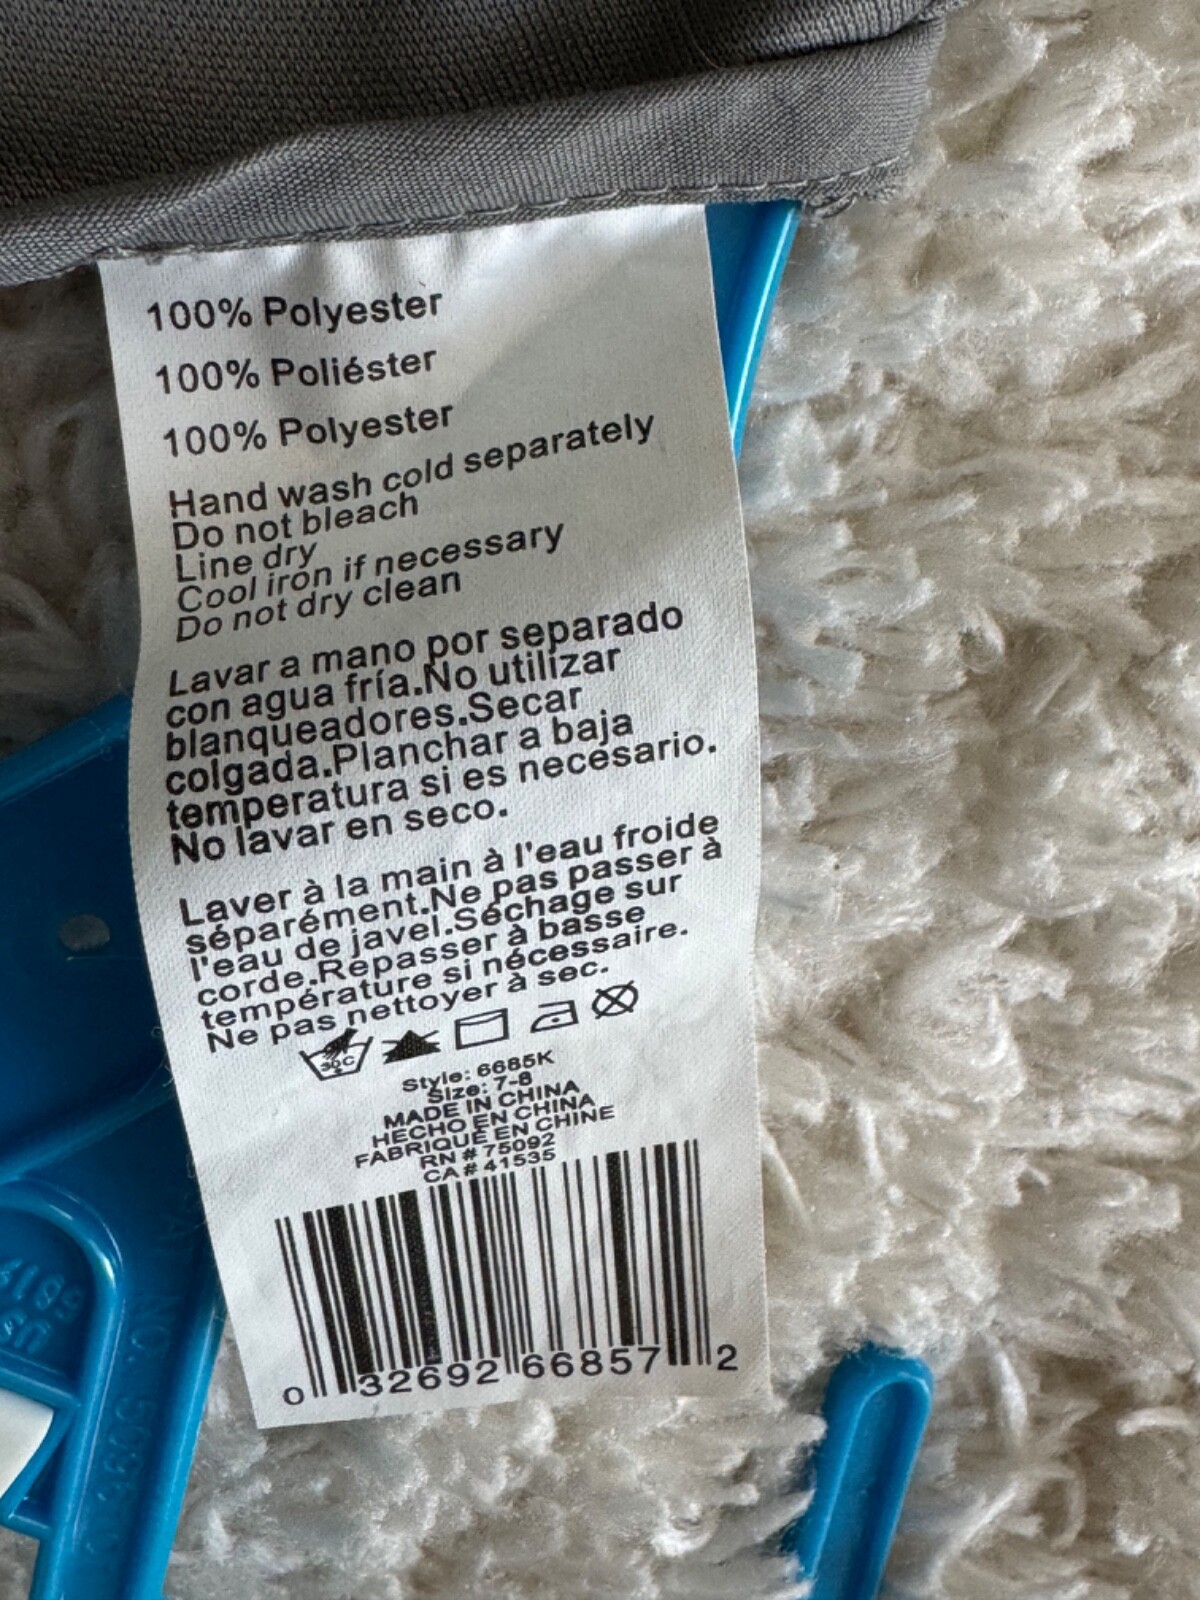 100% Polyester
100% Poliéster
100% Polyester
Hand wash cold separately
Do not bleach
Line dry
Cool iron if necessary
Do not dry clean
Lavar a mano por separado
con agua fría.No utilizar
blanqueadores.Secar
colgada.Planchar a baja
temperatura si es necesario.
No lavar en seco.
Laver à la main à l'eau froide
séparément.Ne pas passer à
l'eau de javel.Séchage sur
corde.Repasser à basse
température si nécessaire.
Ne pas nettoyer à sec.
30C
Style: 6685K
Size: 7-8
MADE IN CHINA
HECHO EN CHINA
FABRIQUÉ EN CHINE
RN # 75092
CA # 41535
0 32692 66857 2